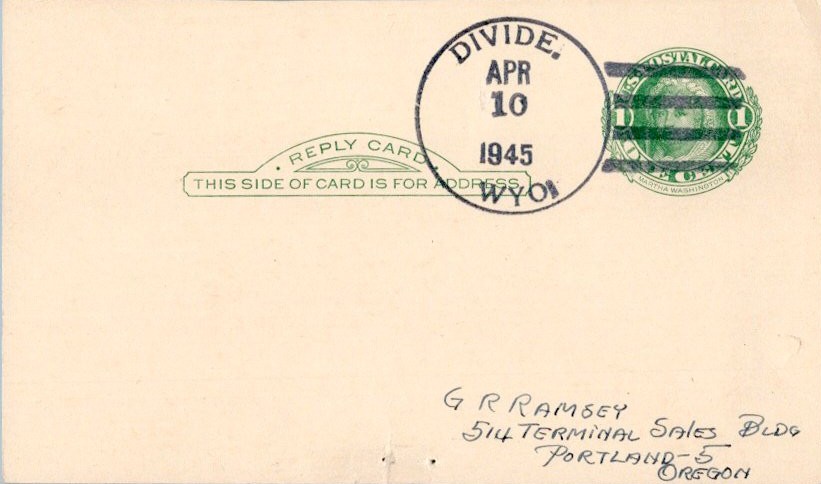 DIVIDE.
APR
10
1945
WYO.
U.S. POSTAL CARD
1 1
ONE CENT
MARTHA WASHINGTON
REPLY CARD
THIS SIDE OF CARD IS FOR ADDRESS
G R RAMSEY
514 TERMINAL SALES BLDG
PORTLAND-5
OREGON